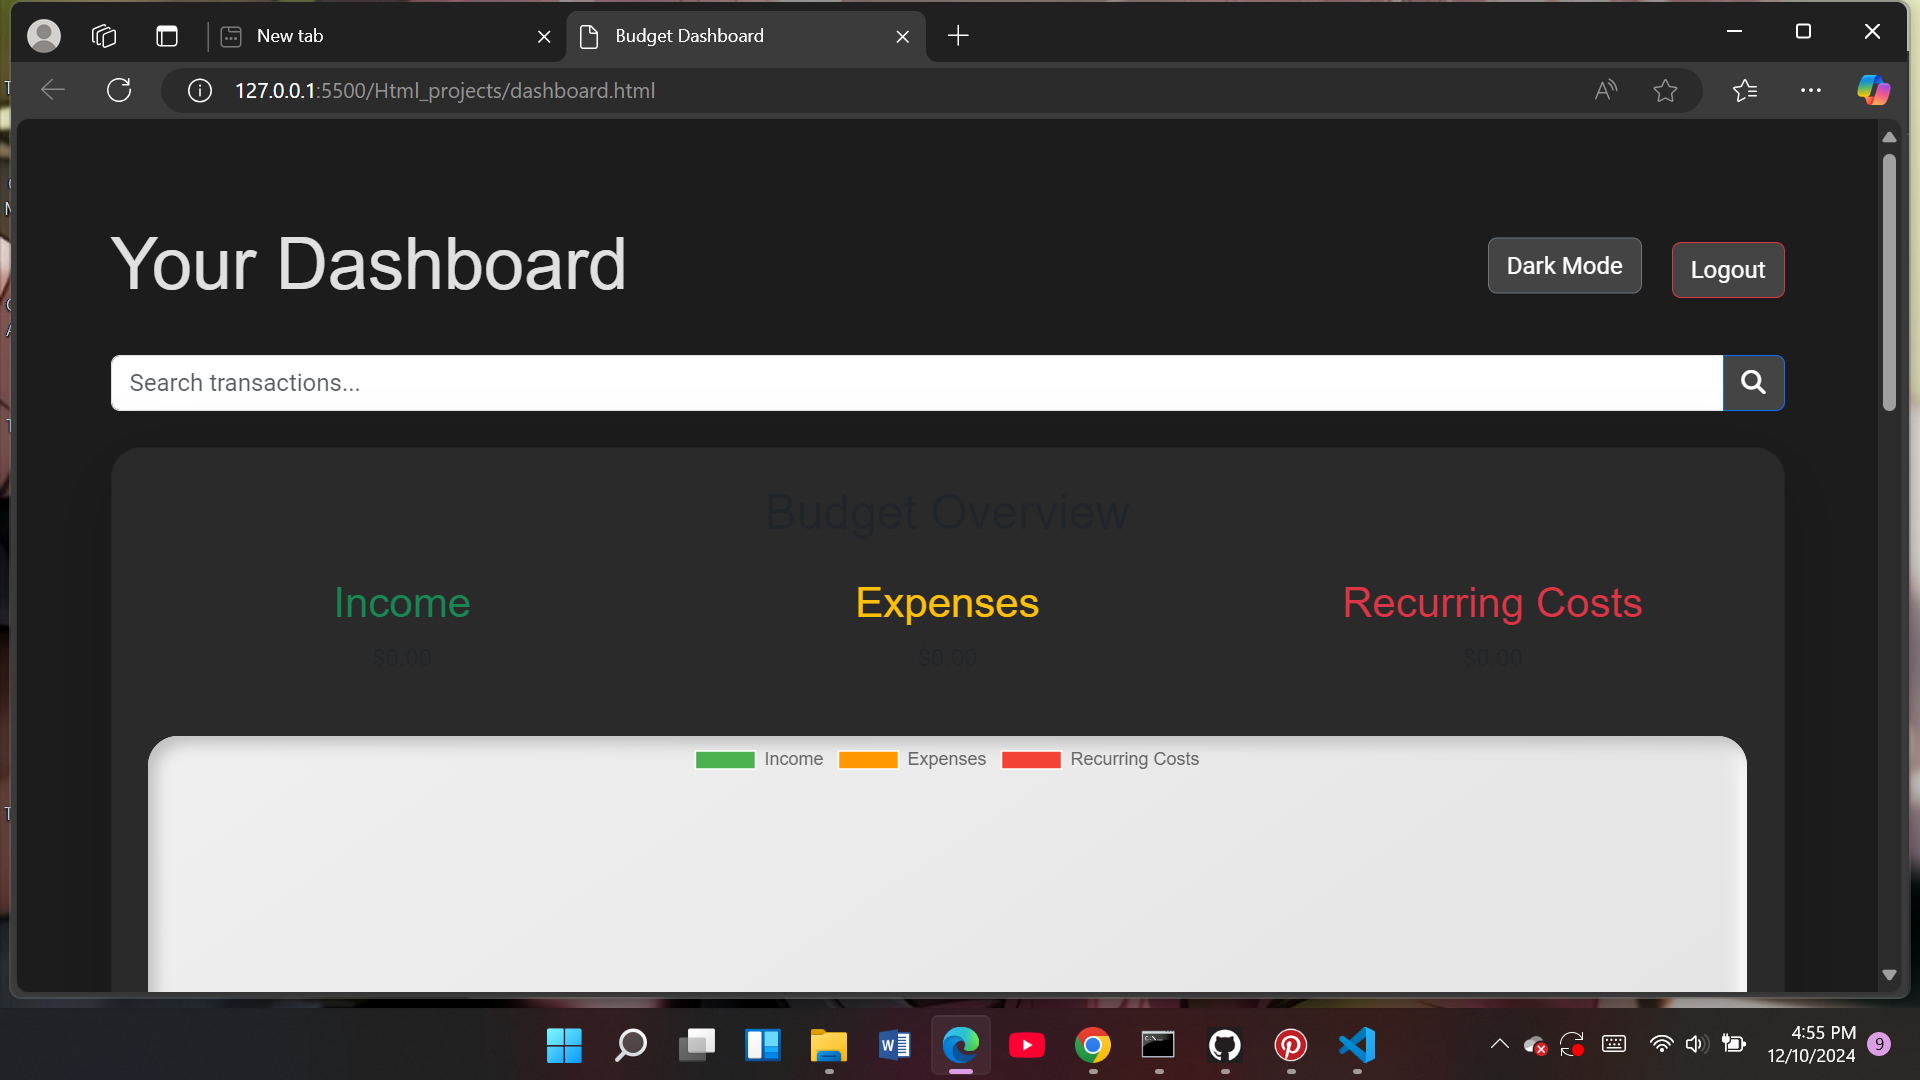 New tab
Budget Dashboard
127.0.0.1:5500/Html_projects/dashboard.html
Your Dashboard
Dark Mode
Logout
Search transactions...
Budget Overview
Income
Expenses
Recurring Costs
$0.00
$0.00
$0.00
Income
Expenses
Recurring Costs
4:55 PM
12/10/2024
9